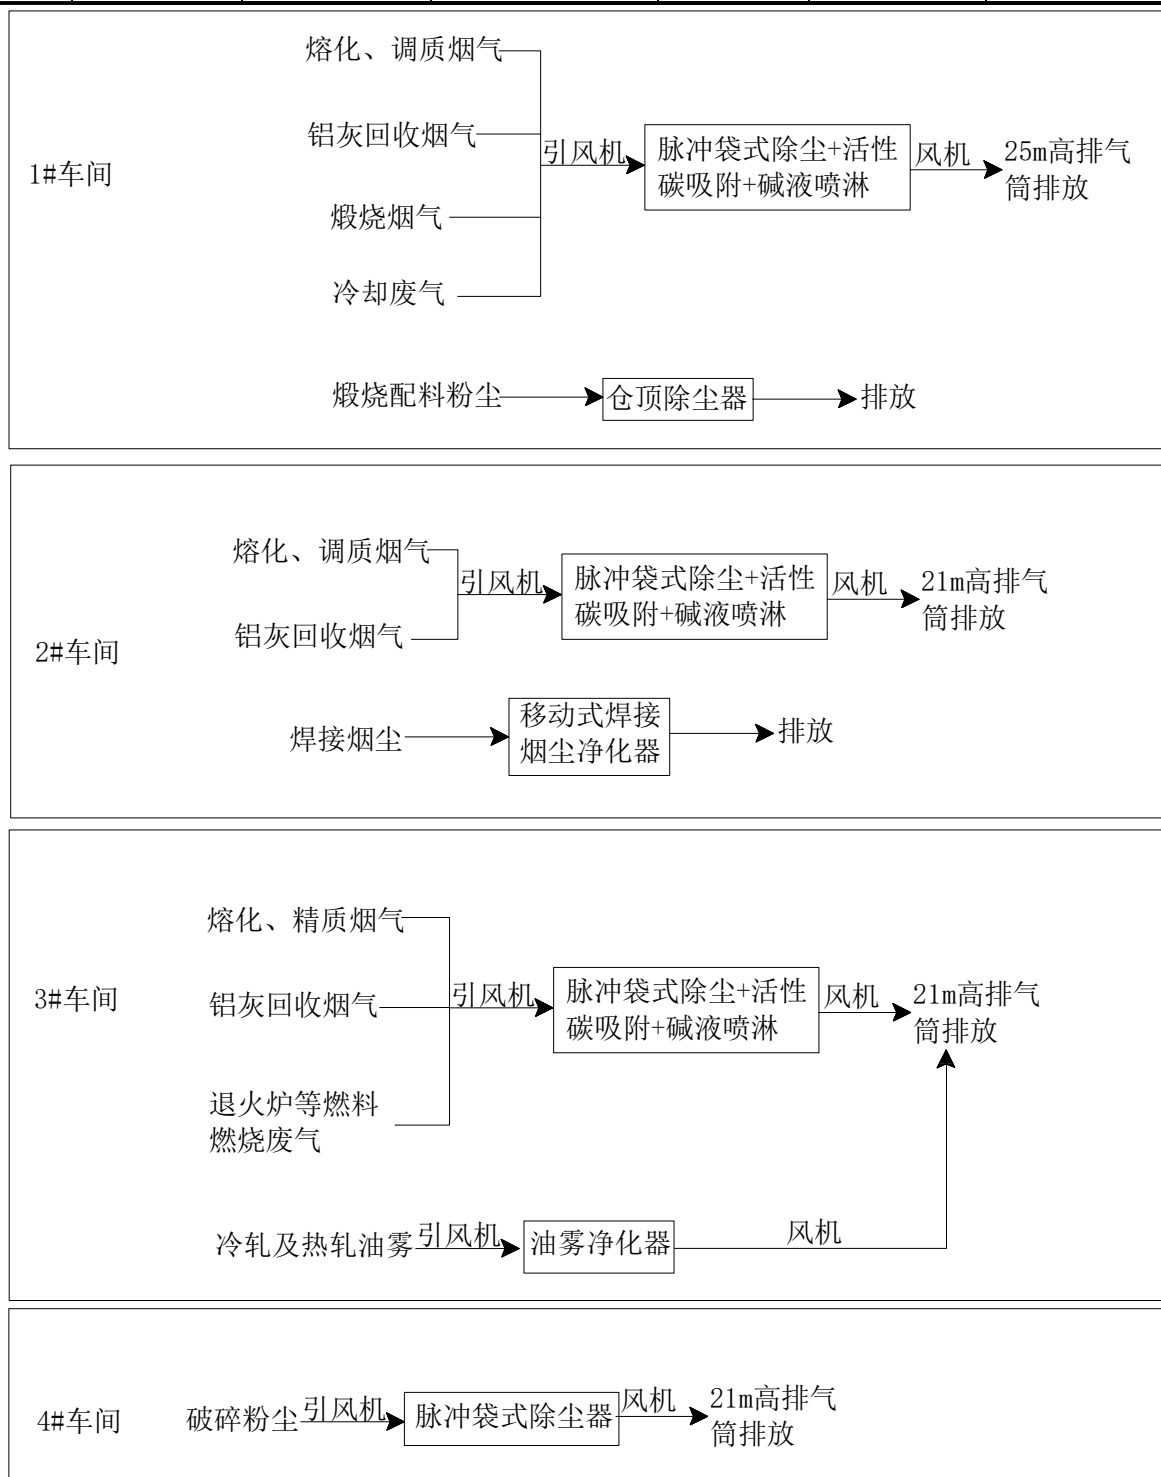 熔化、调质烟气
铝灰回收烟气
引风机
脉冲袋式除尘+活性
碳吸附+碱液喷淋
风机
25m高排气
筒排放
1#车间
煅烧烟气
冷却废气
煅烧配料粉尘
仓顶除尘器
排放
熔化、调质烟气
引风机
脉冲袋式除尘+活性
碳吸附+碱液喷淋
风机
21m高排气
筒排放
铝灰回收烟气
2#车间
焊接烟尘
移动式焊接
烟尘净化器
排放
熔化、精质烟气
3#车间
铝灰回收烟气
引风机
脉冲袋式除尘+活性
碳吸附+碱液喷淋
风机
21m高排气
筒排放
退火炉等燃料
燃烧废气
冷轧及热轧油雾
引风机
油雾净化器
风机
4#车间
破碎粉尘
引风机
脉冲袋式除尘器
风机
21m高排气
筒排放